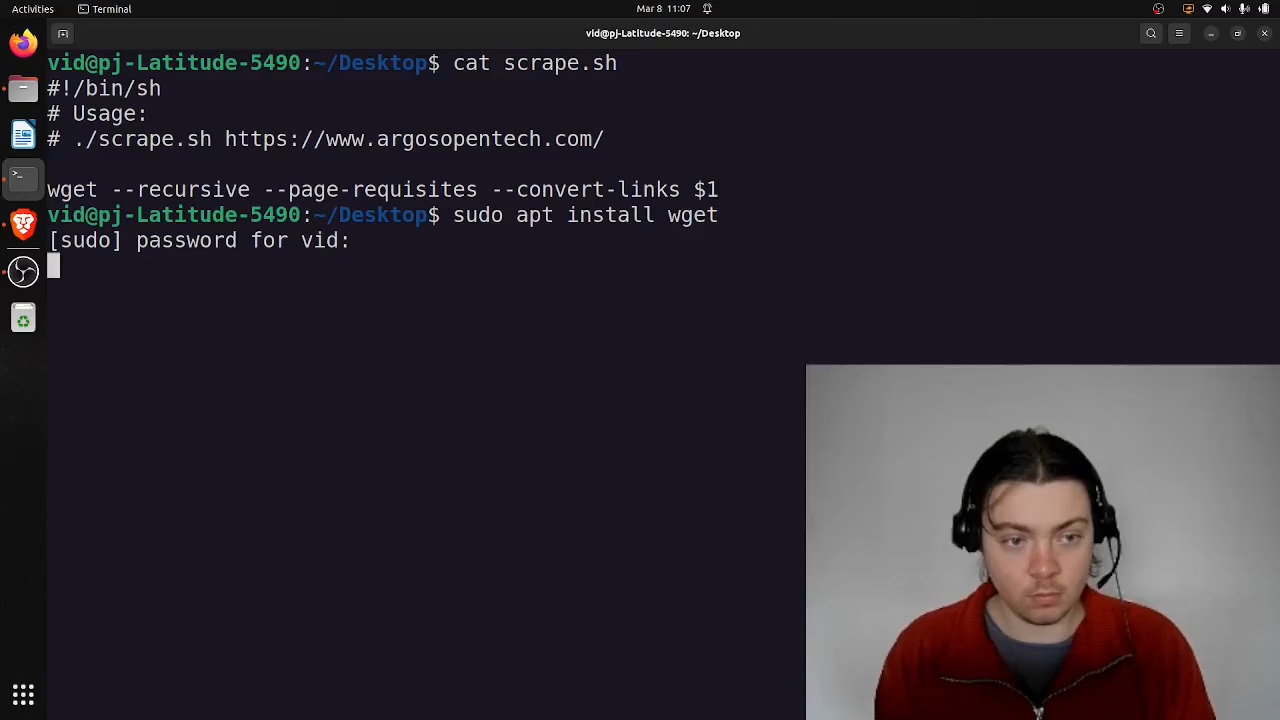 Activities Terminal Mar 8 11:07
vid@pj-Latitude-5490: ~/Desktop
vid@pj-Latitude-5490:~/Desktop$ cat scrape.sh
#!/bin/sh
# Usage:
# ./scrape.sh https://www.argosopentech.com/
wget --recursive --page-requisites --convert-links $1
vid@pj-Latitude-5490:~/Desktop$ sudo apt install wget
[sudo] password for vid: